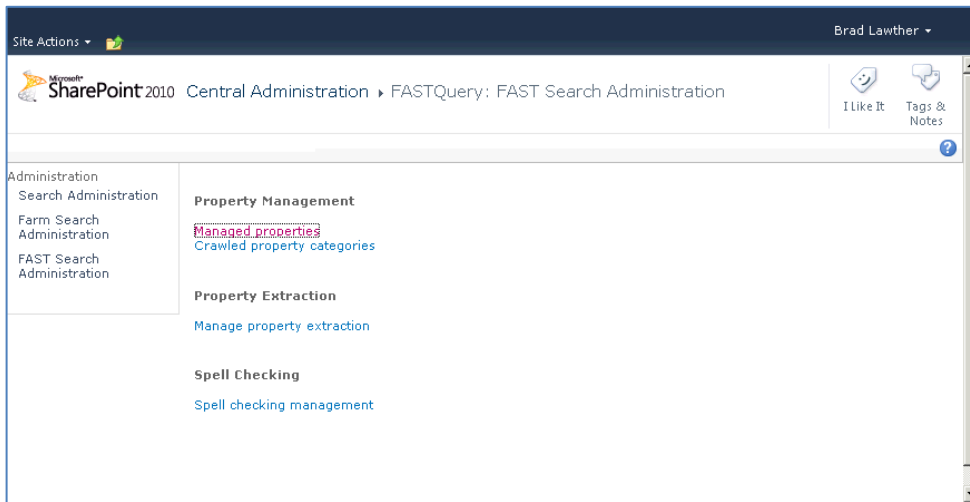 Brad Lawther
Site Actions
Microsoft
SharePoint 2010 Central Administration FASTQuery: FAST Search Administration
I Like It
Tags &
Notes
Administration
Search Administration
Farm Search
Administration
FAST Search
Administration
Property Management
Managed properties
Crawled property categories
Property Extraction
Manage property extraction
Spell Checking
Spell checking management